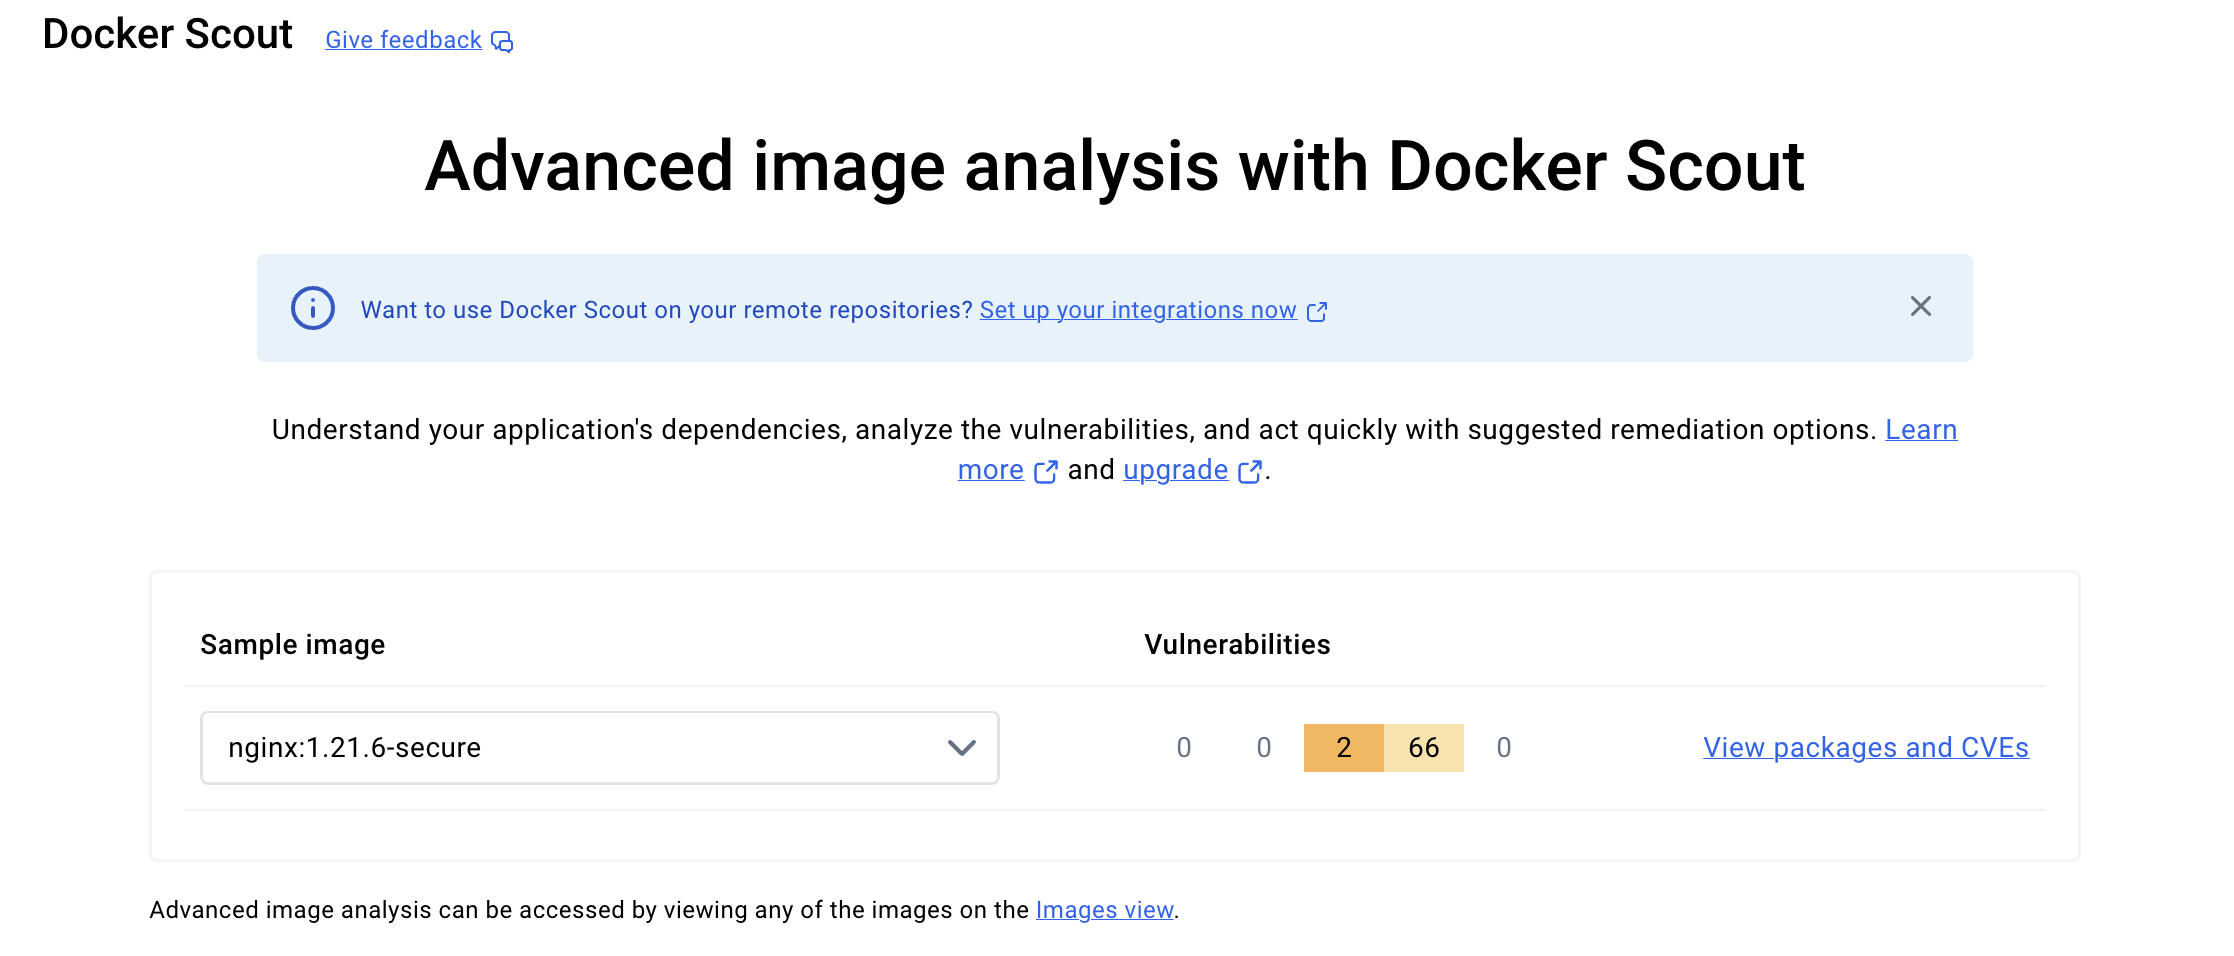 Docker Scout Give feedback
Advanced image analysis with Docker Scout
Want to use Docker Scout on your remote repositories? Set up your integrations now
Understand your application's dependencies, analyze the vulnerabilities, and act quickly with suggested remediation options. Learn
more and upgrade .
Sample image Vulnerabilities
nginx:1.21.6-secure 0 0 2 66 0 View packages and CVEs
Advanced image analysis can be accessed by viewing any of the images on the Images view.